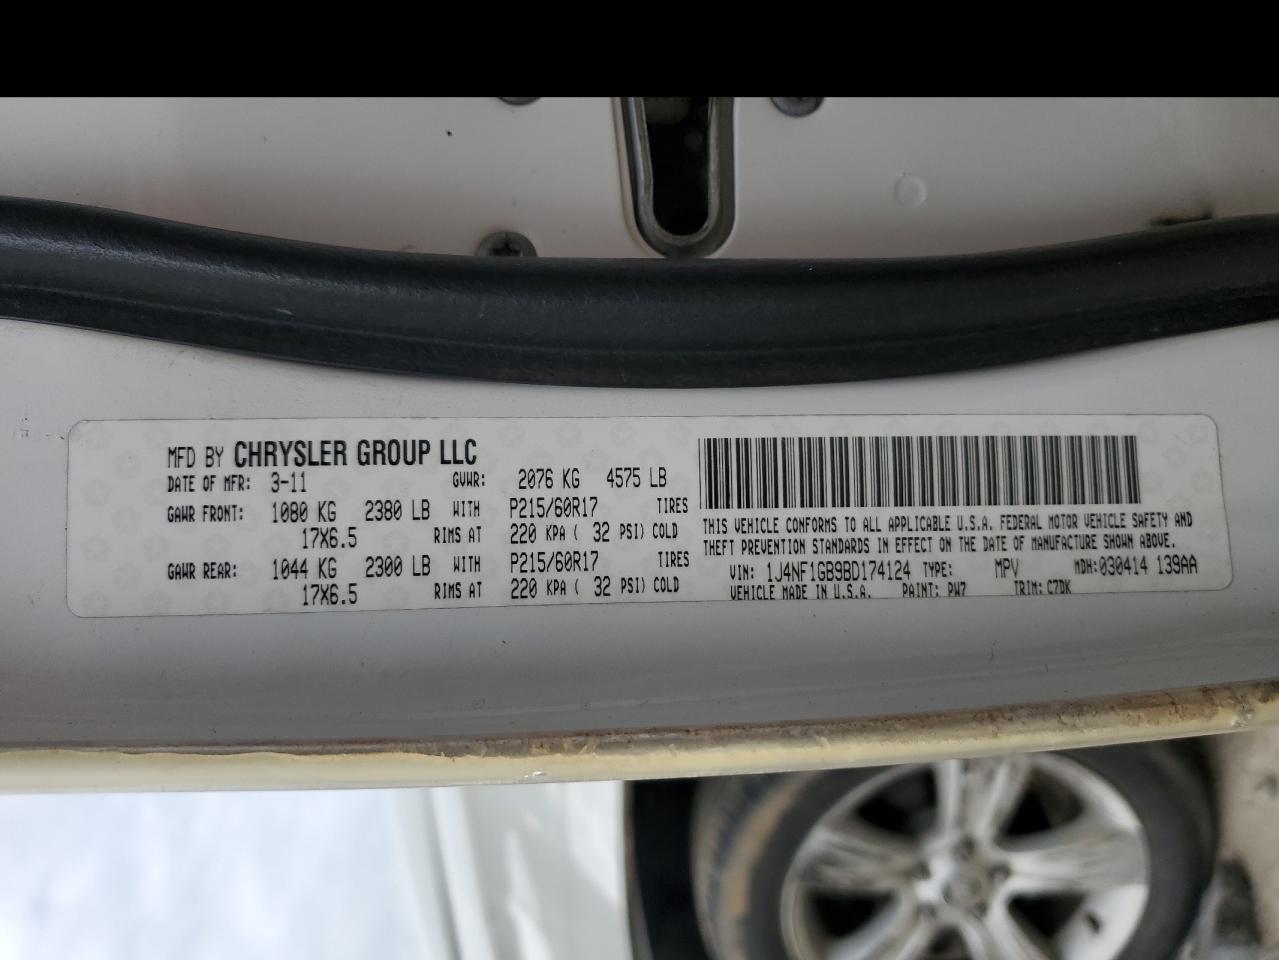 MFD BY CHRYSLER GROUP LLC
DATE OF MFR: 3-11 GVWR: 2076 KG 4575 LB
GAWR FRONT: 1080 KG 2380 LB WITH P215/60R17 TIRES
17X6.5 RIMS AT 220 KPA ( 32 PSI) COLD
GAWR REAR: 1044 KG 2300 LB WITH P215/60R17 TIRES
17X6.5 RIMS AT 220 KPA ( 32 PSI) COLD
THIS VEHICLE CONFORMS TO ALL APPLICABLE U.S.A. FEDERAL MOTOR VEHICLE SAFETY AND
THEFT PREVENTION STANDARDS IN EFFECT ON THE DATE OF MANUFACTURE SHOWN ABOVE.
VIN: 1J4NF1GB9BD174124 TYPE: MPV MDH:030414 139AA
VEHICLE MADE IN U.S.A. PAINT: PW7 TRIM: C7DK